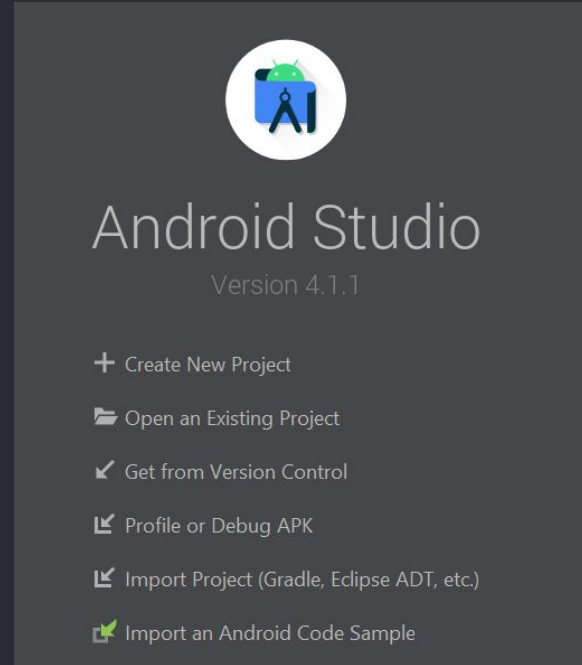 Android Studio
Version 4.1.1
Create New Project
Open an Existing Project
Get from Version Control
Profile or Debug APK
Import Project (Gradle, Eclipse ADT, etc.)
Import an Android Code Sample